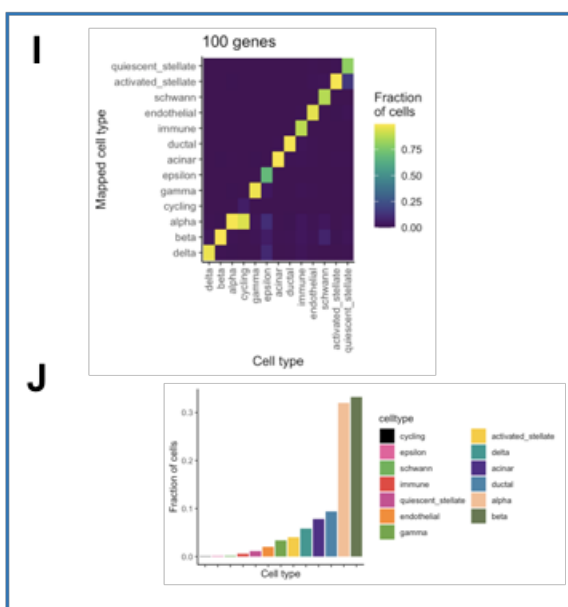 I
100 genes
quiescent_stellate
activated_stellate
schwann
endothelial
immune
ductal
acinar
epsilon
gamma
cycling
alpha
beta
delta
Mapped cell type
delta
beta
alpha
cycling
gamma
epsilon
acinar
ductal
immune
endothelial
schwann
activated_stellate
quiescent_stellate
Cell type
Fraction
of cells
0.75
0.50
0.25
0.00
J
Fraction of cells
0.3
0.2
0.1
0.0
Cell type
celltype
cycling
epsilon
schwann
immune
quiescent_stellate
endothelial
gamma
activated_stellate
delta
acinar
ductal
alpha
beta